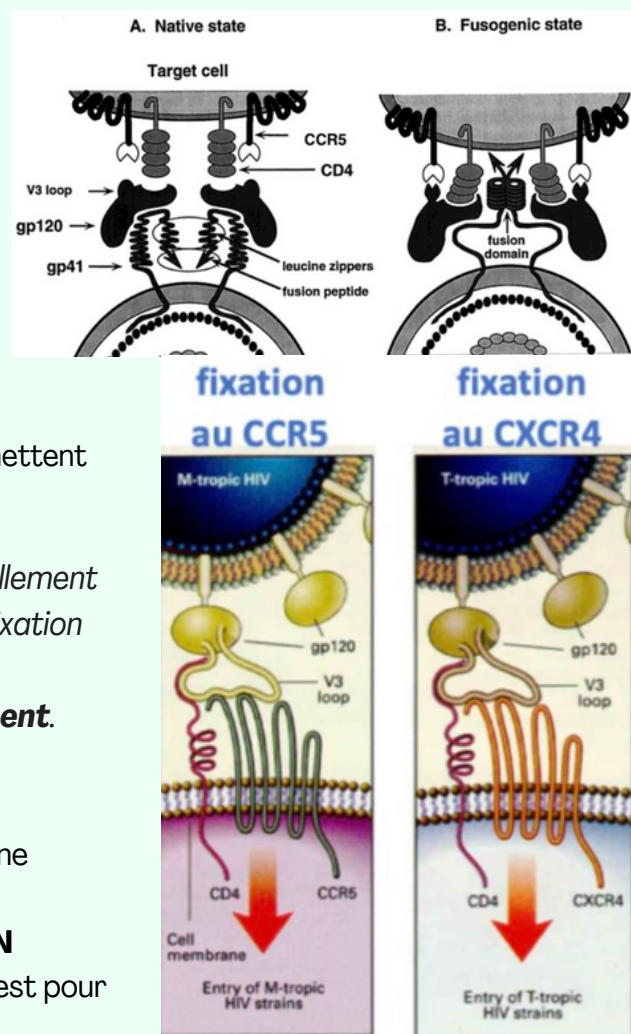 A. Native state
B. Fusogenic state
Target cell
CCR5
CD4
V3 loop
gp120
gp41
leucine zippers
fusion peptide
fusion
domain
fixation
au CCR5
fixation
au CXCR4
ettent
M-tropic HIV
T-tropic HIV
llement
ixation
gp120
gp120
V3
loop
V3
loop
ent.
ne
CD4
CCR5
CD4
CXCR4
N
Cell
membrane
est pour
Entry of M-tropic
HIV strains
Entry of T-tropic
HIV strains